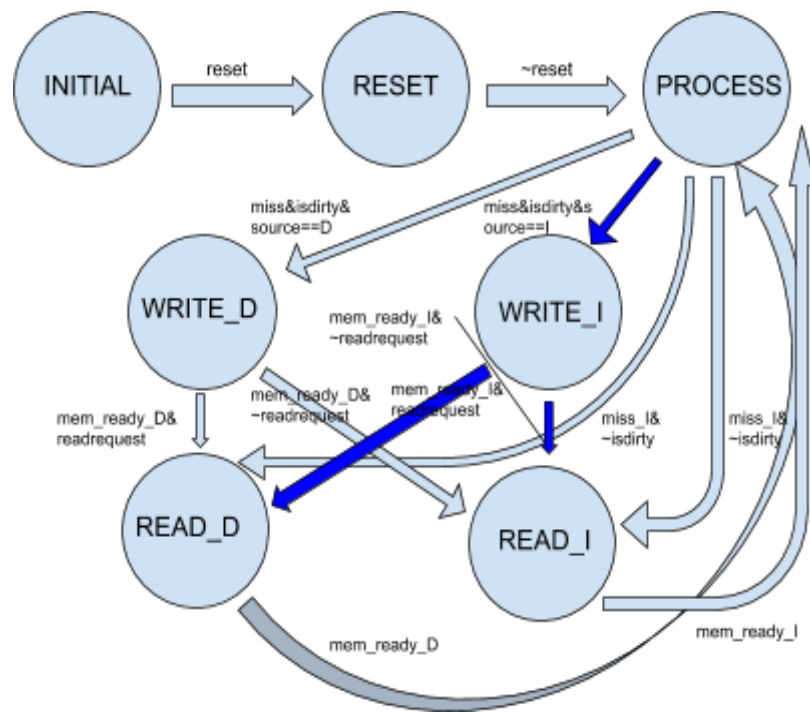 INITIAL
reset
RESET
~reset
PROCESS
miss&isdirty&
source==D
miss&isdirty&s
ource==I
WRITE_D
WRITE_I
mem_ready_I&
~readrequest
mem_ready_D&
readrequest
mem_ready_D&
~readrequest
mem_ready_I&
readrequest
miss_I&
~isdirty
miss_I&
~isdirty
READ_D
READ_I
mem_ready_D
mem_ready_I